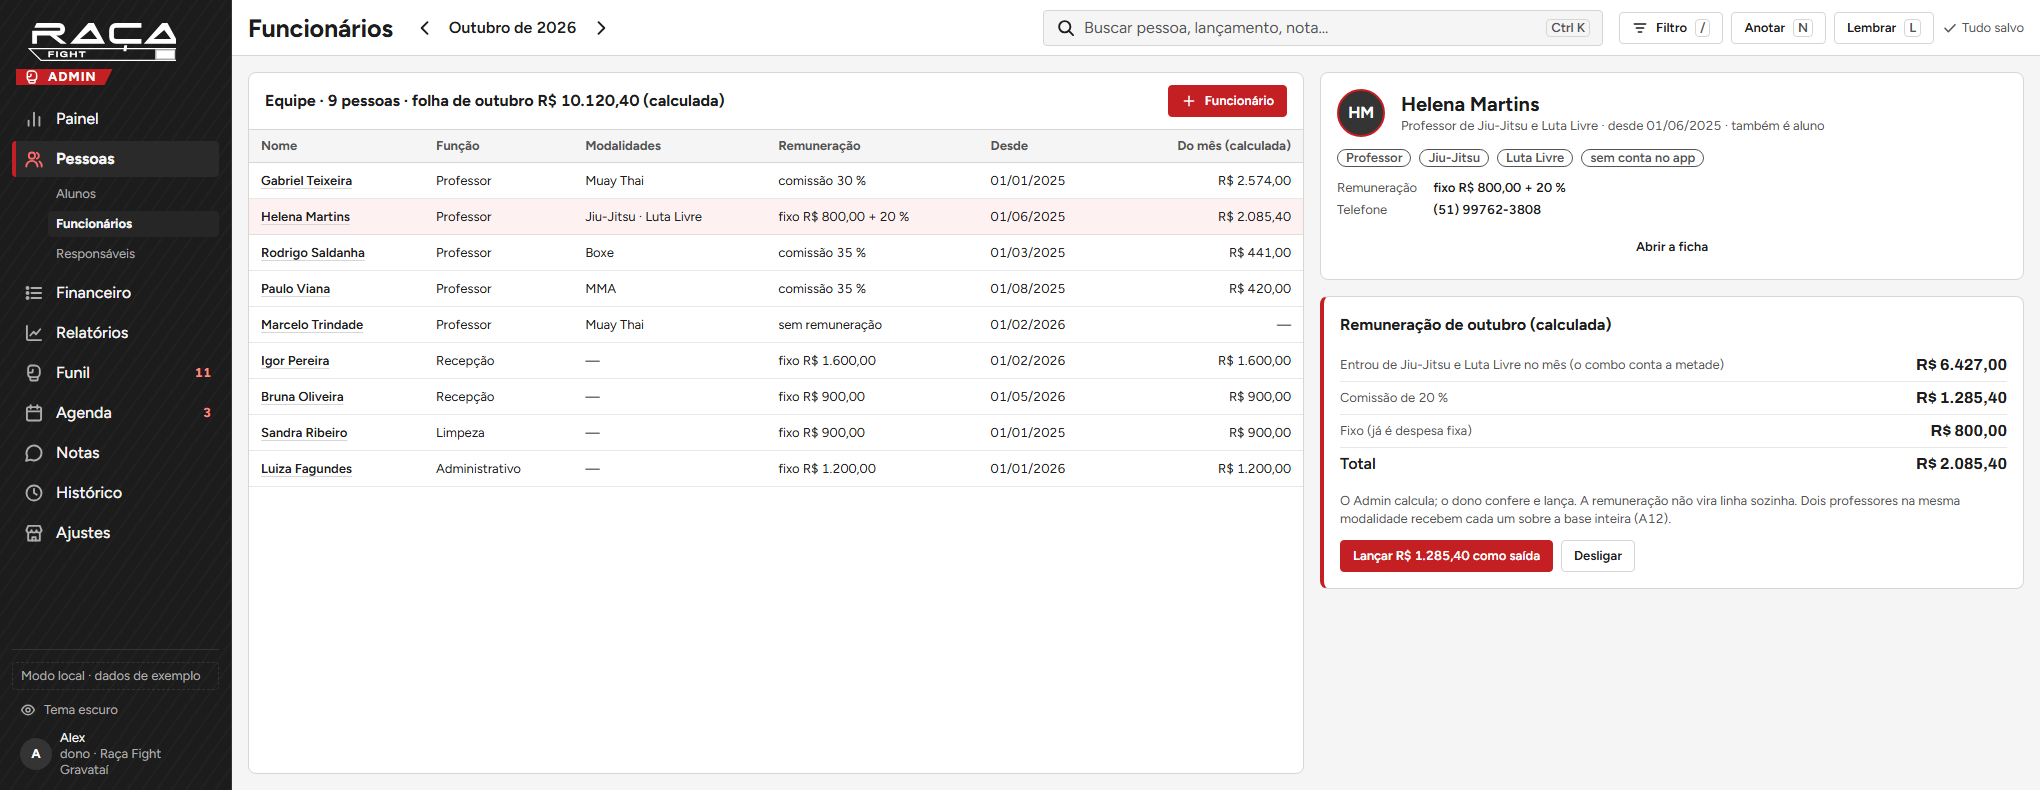 RAÇA
FIGHT
ADMIN
Painel
Pessoas
Alunos
Funcionários
Responsáveis
Financeiro
Relatórios
Funil 11
Agenda 3
Notas
Histórico
Ajustes
Modo local · dados de exemplo
Tema escuro
A
Alex
dono · Raça Fight
Gravataí
Funcionários
Outubro de 2026
Buscar pessoa, lançamento, nota... Ctrl K
Filtro /
Anotar N
Lembrar L
Tudo salvo
Equipe · 9 pessoas · folha de outubro R$ 10.120,40 (calculada)
+ Funcionário
Nome Função Modalidades Remuneração Desde Do mês (calculada)
Gabriel Teixeira Professor Muay Thai comissão 30 % 01/01/2025 R$ 2.574,00
Helena Martins Professor Jiu-Jitsu · Luta Livre fixo R$ 800,00 + 20 % 01/06/2025 R$ 2.085,40
Rodrigo Saldanha Professor Boxe comissão 35 % 01/03/2025 R$ 441,00
Paulo Viana Professor MMA comissão 35 % 01/08/2025 R$ 420,00
Marcelo Trindade Professor Muay Thai sem remuneração 01/02/2026 —
Igor Pereira Recepção — fixo R$ 1.600,00 01/02/2026 R$ 1.600,00
Bruna Oliveira Recepção — fixo R$ 900,00 01/05/2026 R$ 900,00
Sandra Ribeiro Limpeza — fixo R$ 900,00 01/01/2025 R$ 900,00
Luiza Fagundes Administrativo — fixo R$ 1.200,00 01/01/2026 R$ 1.200,00
HM
Helena Martins
Professor de Jiu-Jitsu e Luta Livre · desde 01/06/2025 · também é aluno
Professor Jiu-Jitsu Luta Livre sem conta no app
Remuneração fixo R$ 800,00 + 20 %
Telefone (51) 99762-3808
Abrir a ficha
Remuneração de outubro (calculada)
Entrou de Jiu-Jitsu e Luta Livre no mês (o combo conta a metade) R$ 6.427,00
Comissão de 20 % R$ 1.285,40
Fixo (já é despesa fixa) R$ 800,00
Total R$ 2.085,40
O Admin calcula; o dono confere e lança. A remuneração não vira linha sozinha. Dois professores na mesma
modalidade recebem cada um sobre a base inteira (A12).
Lançar R$ 1.285,40 como saída
Desligar